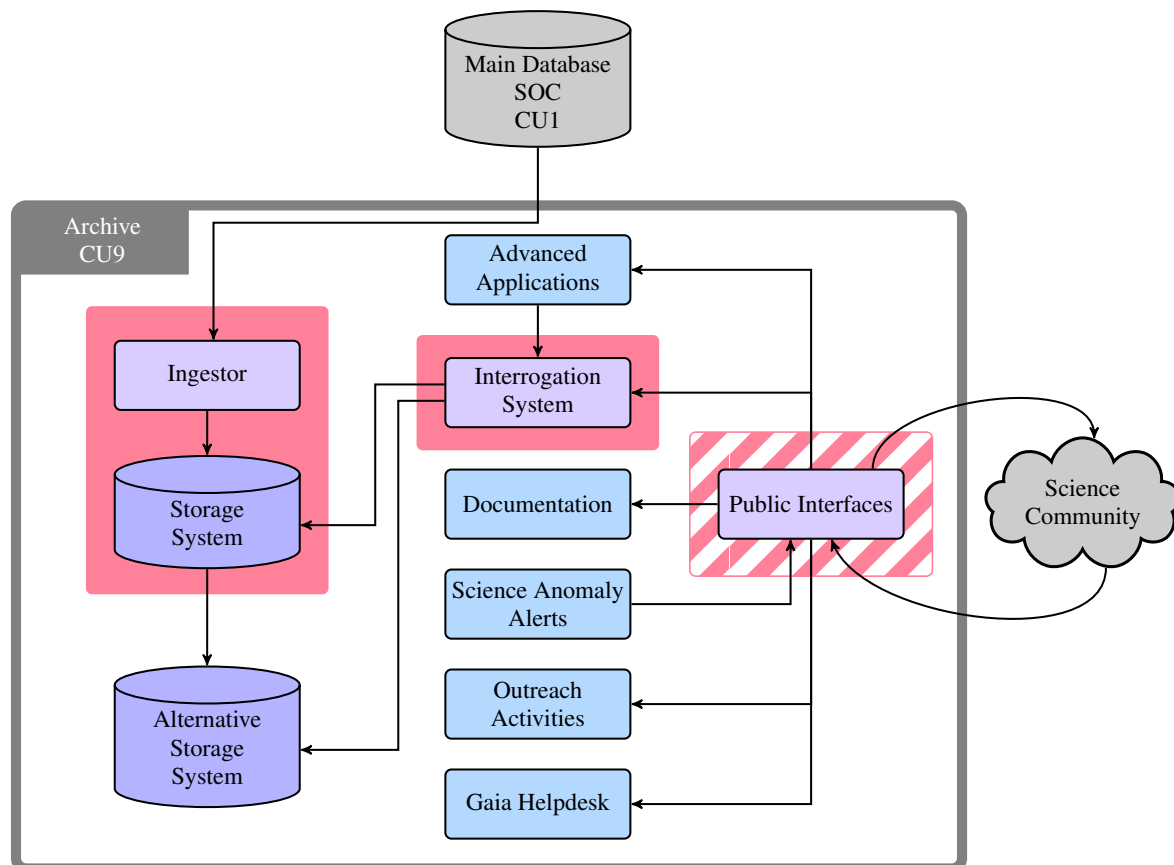 Main Database
SOC
CU1
Archive
CU9
Advanced
Applications
Ingestor
Interrogation
System
Storage
System
Documentation
Public Interfaces
Science
Community
Science Anomaly
Alerts
Outreach
Activities
Alternative
Storage
System
Gaia Helpdesk